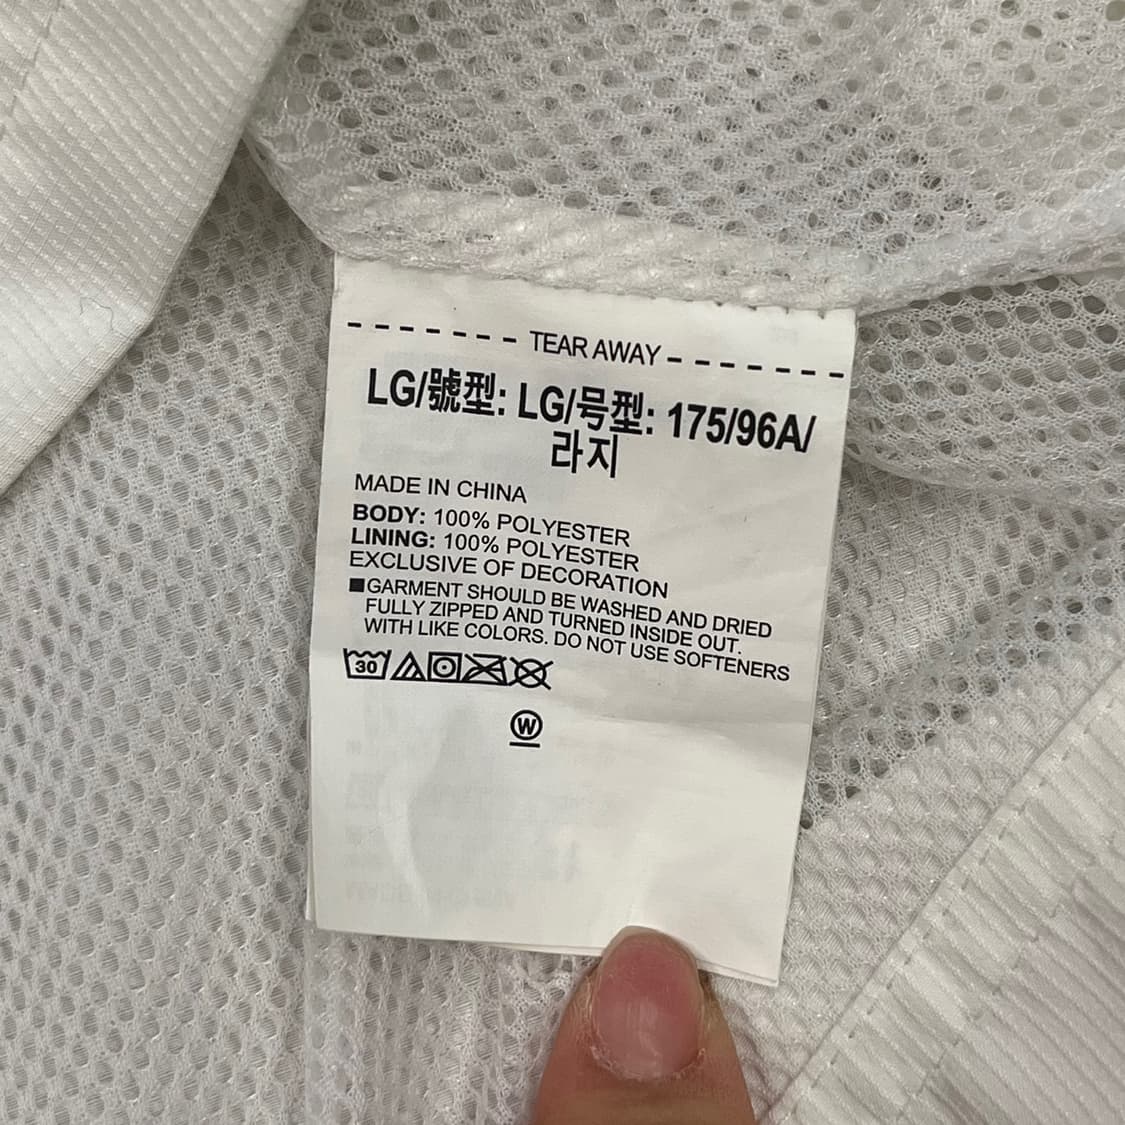 TEAR AWAY
LG/號型: LG/号型: 175/96A/
라지
MADE IN CHINA
BODY: 100% POLYESTER
LINING: 100% POLYESTER
EXCLUSIVE OF DECORATION
■GARMENT SHOULD BE WASHED AND DRIED
FULLY ZIPPED AND TURNED INSIDE OUT.
WITH LIKE COLORS. DO NOT USE SOFTENERS
30
W